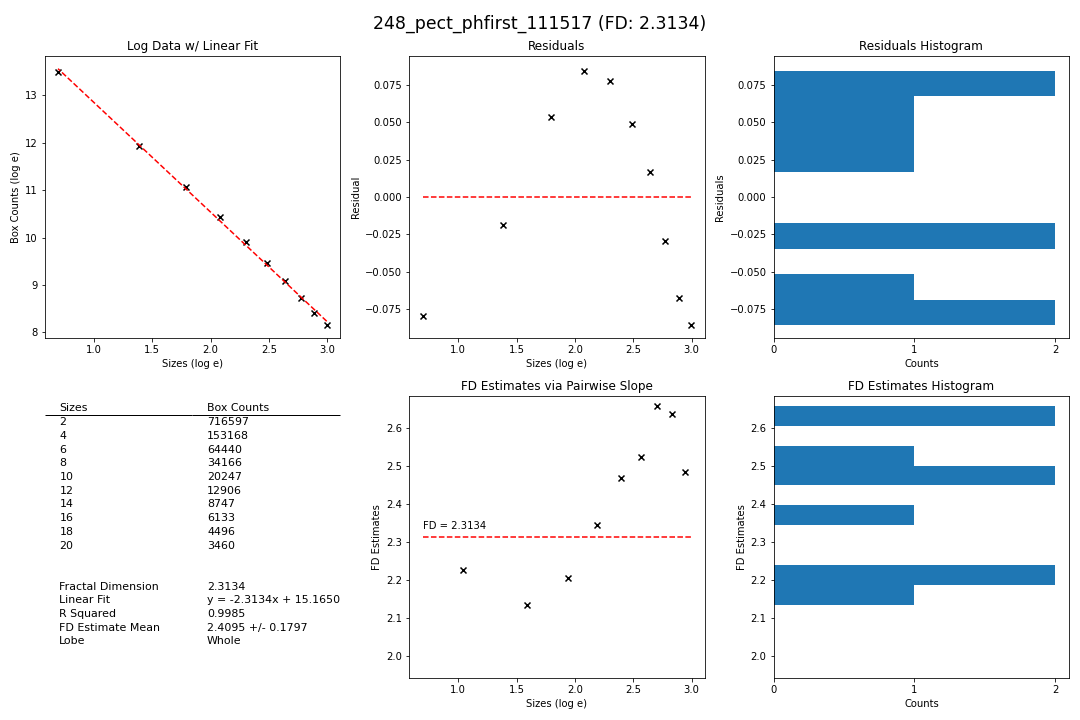 248_pect_phfirst_111517 (FD: 2.3134)
Log Data w/ Linear Fit
Box Counts (log e)
13
12
11
10
9
8
1.0 1.5 2.0 2.5 3.0
Sizes (log e)
Residuals
Residual
0.075
0.050
0.025
0.000
−0.025
−0.050
−0.075
1.0 1.5 2.0 2.5 3.0
Sizes (log e)
Residuals Histogram
Residuals
0.075
0.050
0.025
0.000
−0.025
−0.050
−0.075
0 1 2
Counts
Sizes Box Counts
2 716597
4 153168
6 64440
8 34166
10 20247
12 12906
14 8747
16 6133
18 4496
20 3460
Fractal Dimension 2.3134
Linear Fit y = -2.3134x + 15.1650
R Squared 0.9985
FD Estimate Mean 2.4095 +/- 0.1797
Lobe Whole
FD Estimates via Pairwise Slope
FD Estimates
2.6
2.5
2.4
2.3
2.2
2.1
2.0
FD = 2.3134
1.0 1.5 2.0 2.5 3.0
Sizes (log e)
FD Estimates Histogram
FD Estimates
2.6
2.5
2.4
2.3
2.2
2.1
2.0
0 1 2
Counts